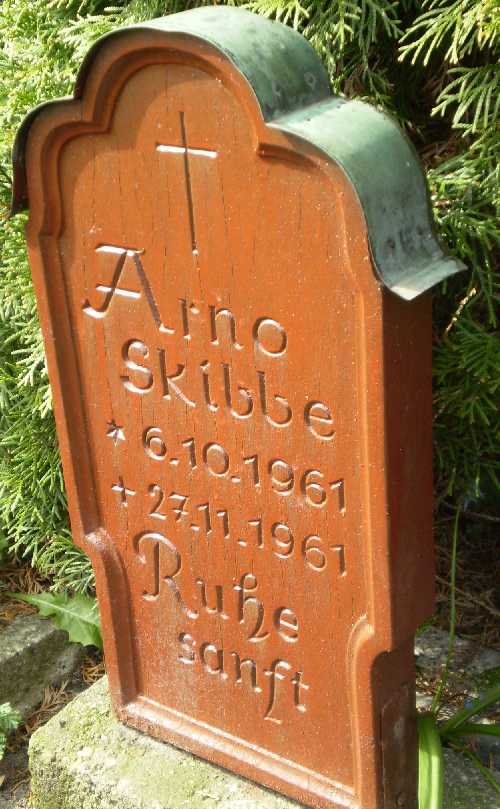 Arno
Skibbe
* 6.10.1961
+ 27.11.1961
Ruhe
sanft